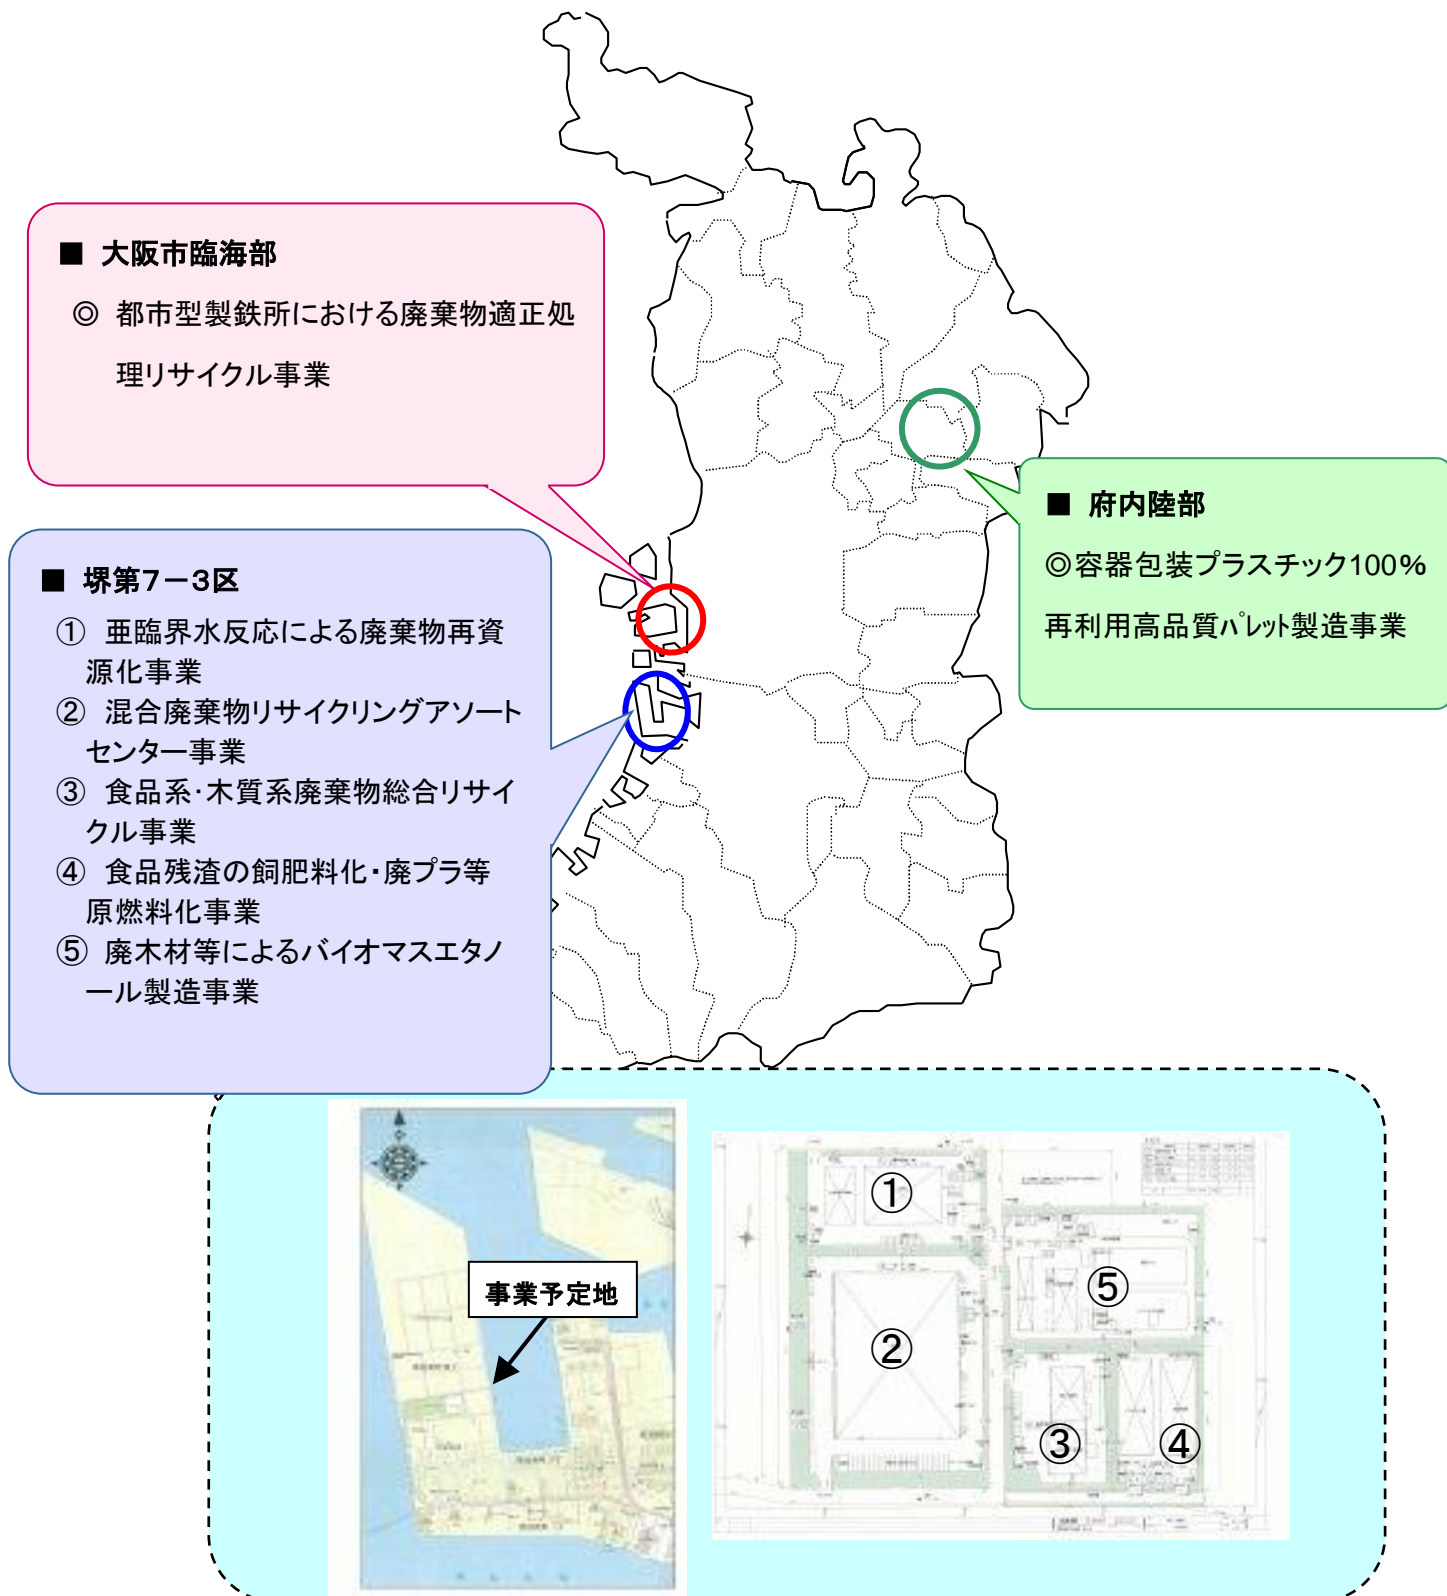 ■ 大阪市臨海部
◎ 都市型製鉄所における廃棄物適正処
理リサイクル事業
■ 府内陸部
◎容器包装プラスチック100%
再利用高品質パレット製造事業
■ 堺第7－3区
① 亜臨界水反応による廃棄物再資
源化事業
② 混合廃棄物リサイクリングアソート
センター事業
③ 食品系・木質系廃棄物総合リサイ
クル事業
④ 食品残渣の飼肥料化・廃プラ等
原燃料化事業
⑤ 廃木材等によるバイオマスエタノ
ール製造事業
事業予定地
①
②
⑤
③
④